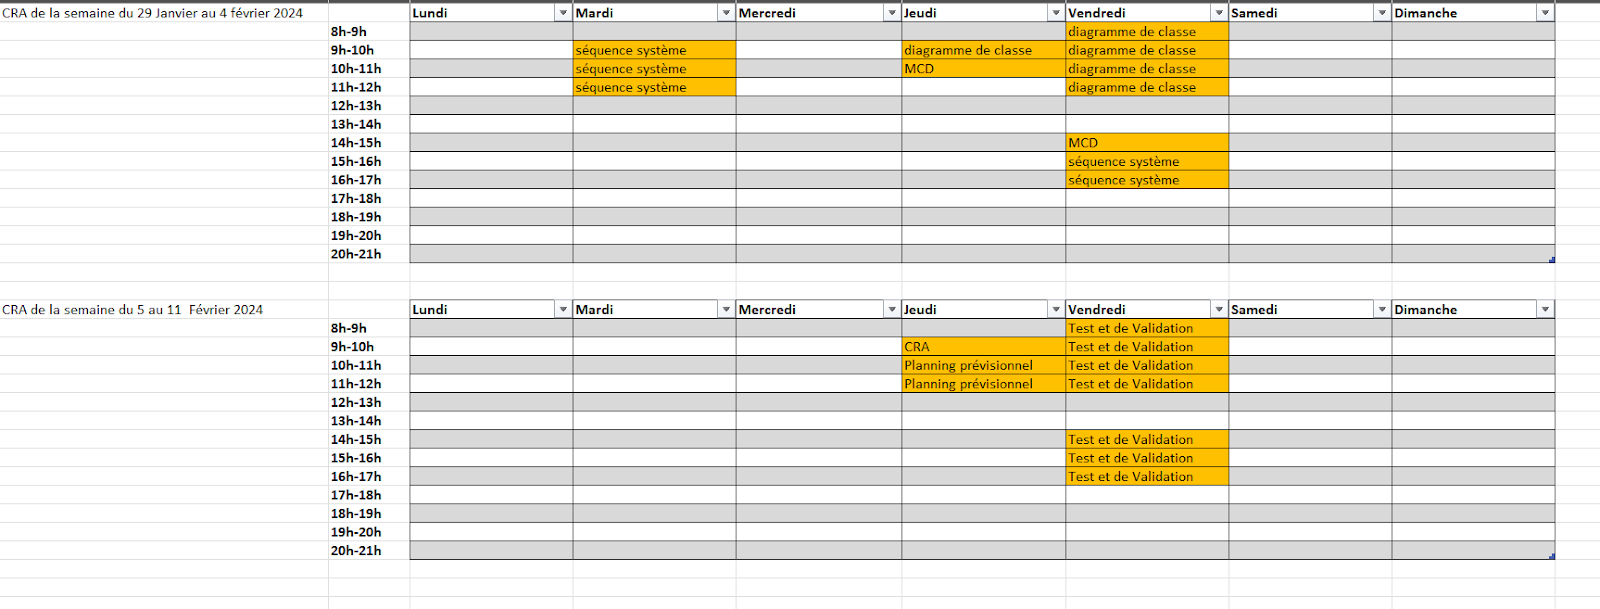 CRA de la semaine du 29 Janvier au 4 février 2024 Lundi Mardi Mercredi Jeudi Vendredi Samedi Dimanche
8h-9h diagramme de classe
9h-10h séquence système diagramme de classe diagramme de classe
10h-11h séquence système MCD diagramme de classe
11h-12h séquence système diagramme de classe
12h-13h
13h-14h
14h-15h MCD
15h-16h séquence système
16h-17h séquence système
17h-18h
18h-19h
19h-20h
20h-21h
CRA de la semaine du 5 au 11  Février 2024 Lundi Mardi Mercredi Jeudi Vendredi Samedi Dimanche
8h-9h Test et de Validation
9h-10h CRA Test et de Validation
10h-11h Planning prévisionnel Test et de Validation
11h-12h Planning prévisionnel Test et de Validation
12h-13h
13h-14h
14h-15h Test et de Validation
15h-16h Test et de Validation
16h-17h Test et de Validation
17h-18h
18h-19h
19h-20h
20h-21h